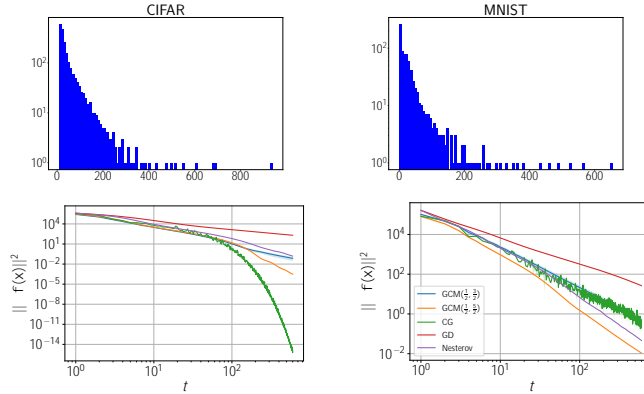 CIFAR
MNIST
10²
10¹
10⁰
0 200 400 600 800
10²
10¹
10⁰
0 200 400 600
|| f(x)||²
10⁴
10¹
10⁻²
10⁻⁵
10⁻⁸
10⁻¹¹
10⁻¹⁴
10⁰ 10¹ 10²
t
|| f(x)||²
10⁴
10²
10⁰
10⁻²
10⁰ 10¹ 10²
t
CG
GD
Nesterov